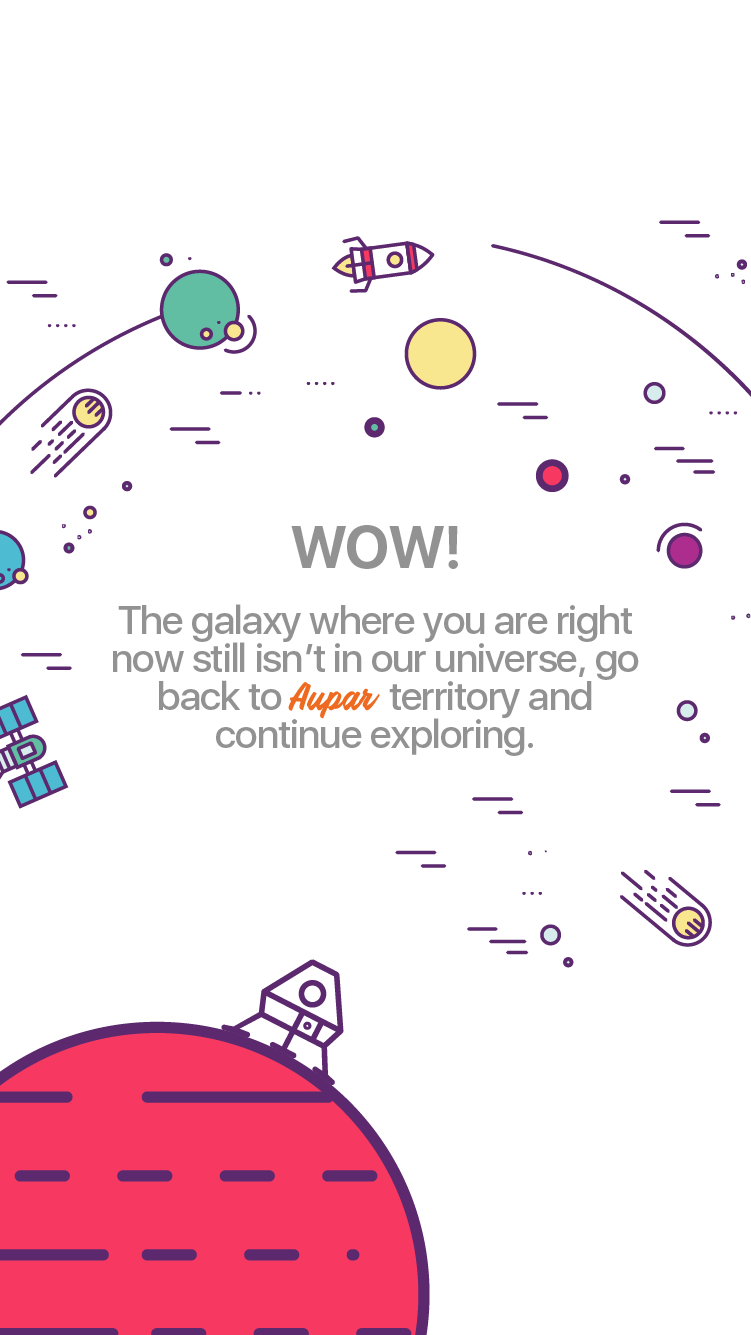 WOW!
The galaxy where you are right
now still isn't in our universe, go
back to Aupar territory and
continue exploring.